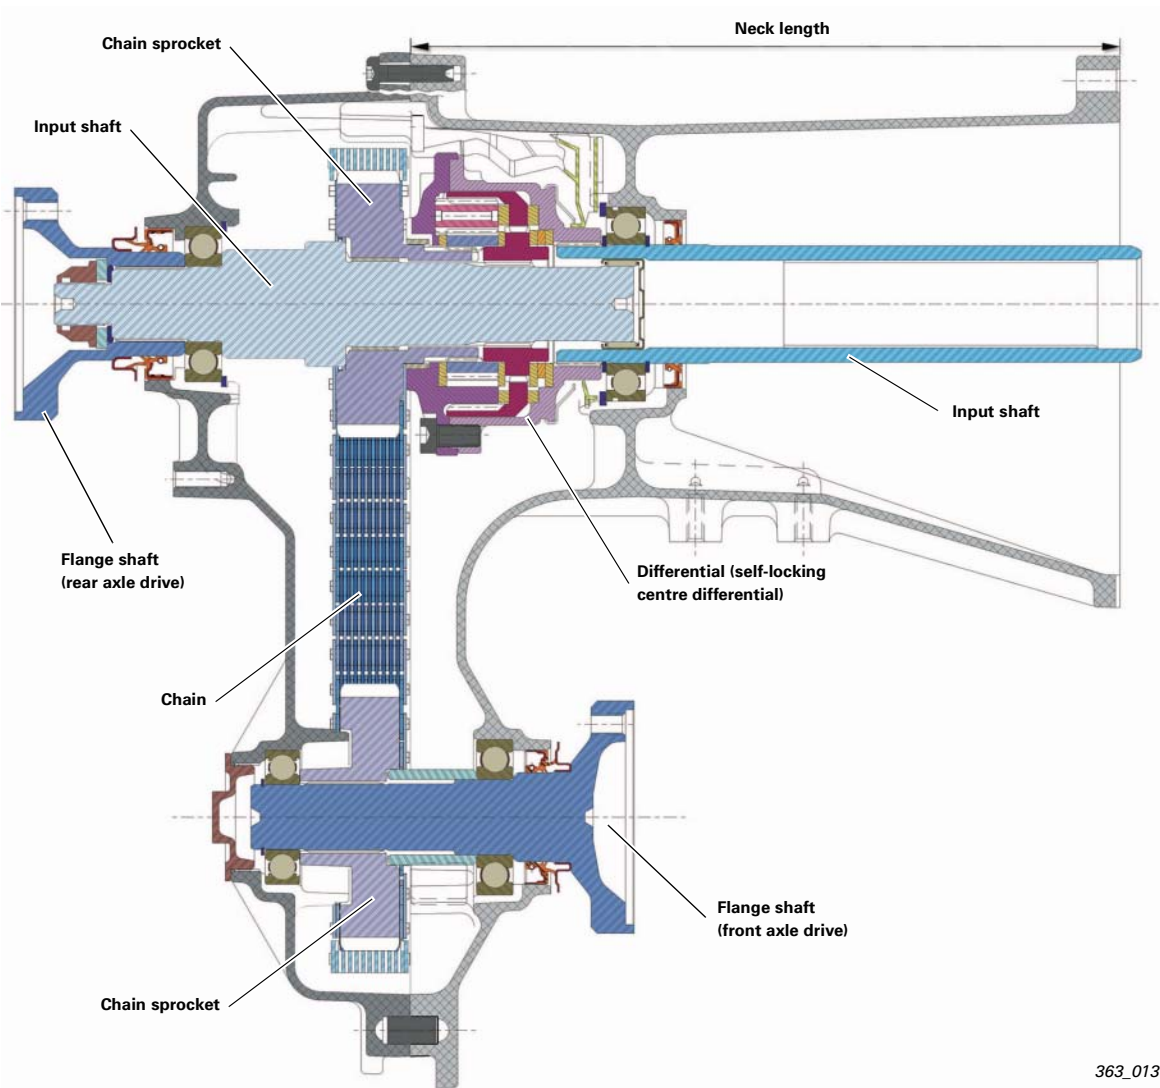 Neck length
Chain sprocket
Input shaft
Input shaft
Flange shaft
(rear axle drive)
Differential (self-locking
centre differential)
Chain
Flange shaft
(front axle drive)
Chain sprocket
363_013